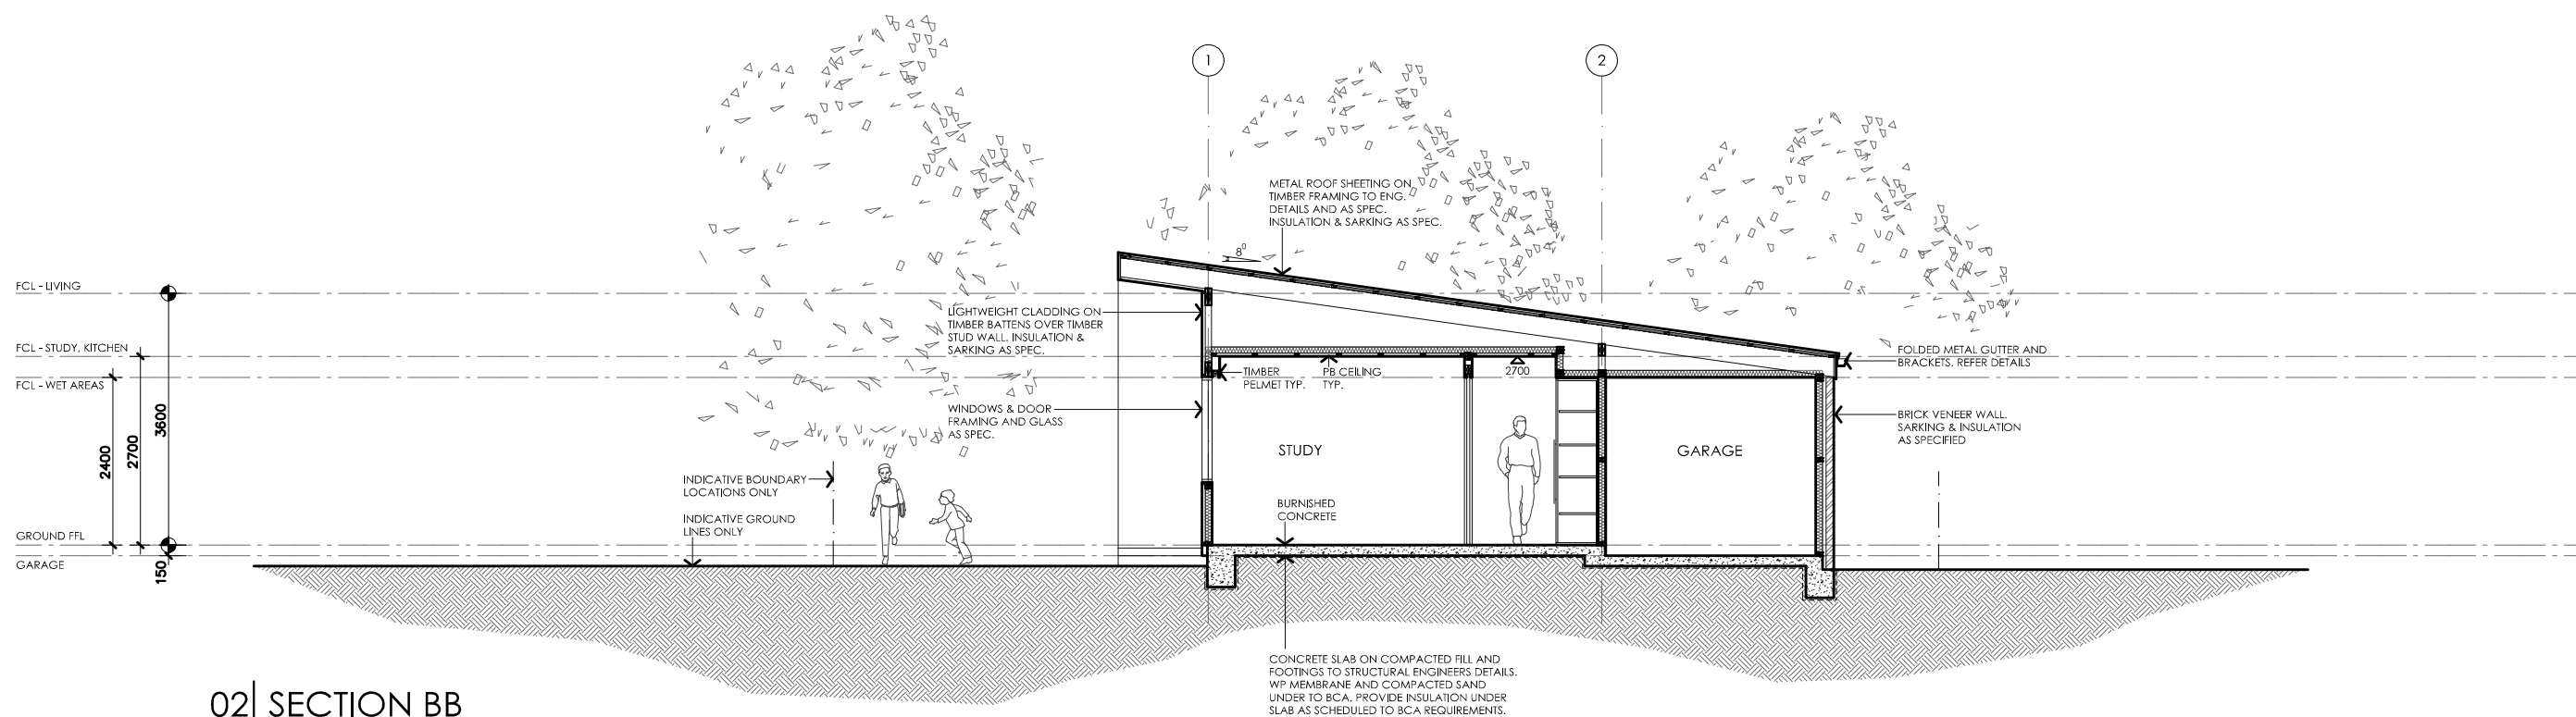 1
2
METAL ROOF SHEETING ON
TIMBER FRAMING TO ENG.
DETAILS AND AS SPEC.
INSULATION & SARKING AS SPEC.
8⁰
FCL - LIVING
LIGHTWEIGHT CLADDING ON
TIMBER BATTENS OVER TIMBER
STUD WALL. INSULATION &
SARKING AS SPEC.
FCL - STUDY, KITCHEN
FCL - WET AREAS
FOLDED METAL GUTTER AND
BRACKETS. REFER DETAILS
TIMBER
PELMET TYP.
PB CEILING
TYP.
2700
WINDOWS & DOOR
FRAMING AND GLASS
AS SPEC.
BRICK VENEER WALL.
SARKING & INSULATION
AS SPECIFIED
3600
2700
2400
STUDY
GARAGE
INDICATIVE BOUNDARY
LOCATIONS ONLY
INDICATIVE GROUND
LINES ONLY
BURNISHED
CONCRETE
GROUND FFL
GARAGE
150
CONCRETE SLAB ON COMPACTED FILL AND
FOOTINGS TO STRUCTURAL ENGINEERS DETAILS.
WP MEMBRANE AND COMPACTED SAND
UNDER TO BCA. PROVIDE INSULATION UNDER
SLAB AS SCHEDULED TO BCA REQUIREMENTS.
02| SECTION BB